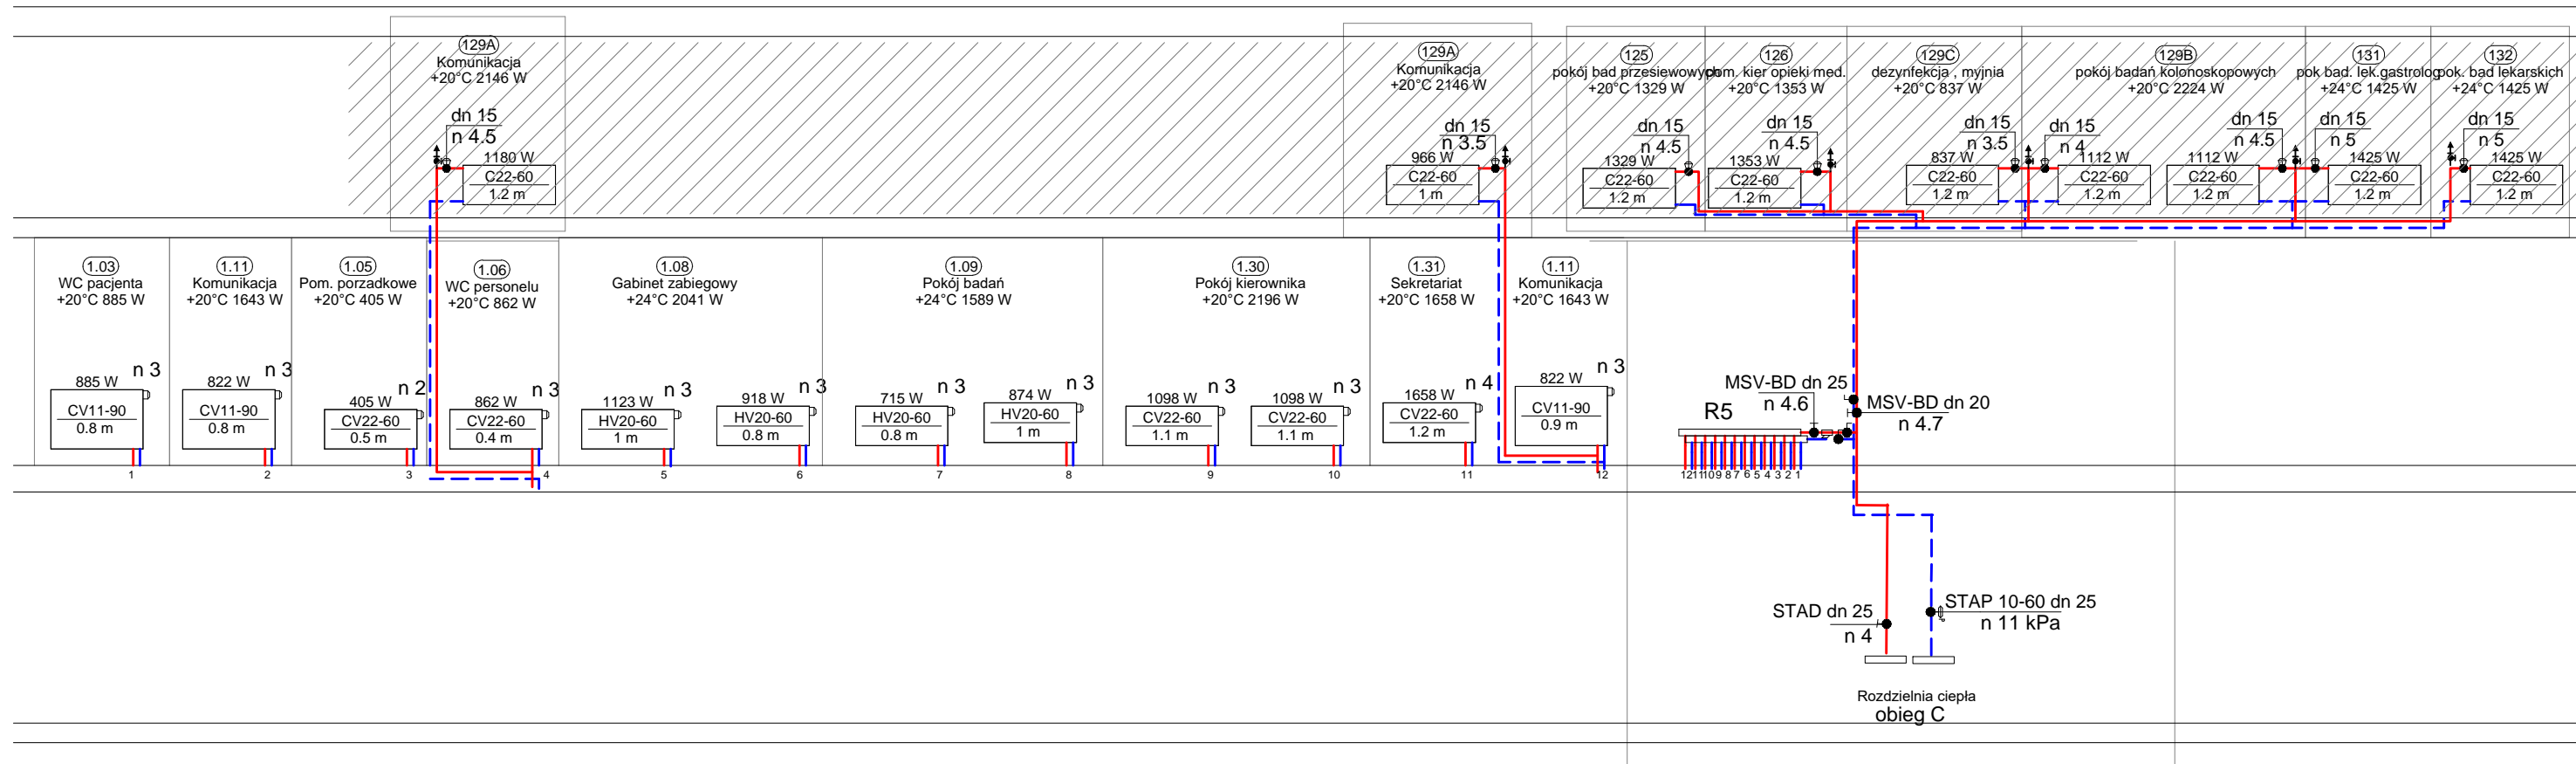 129A
Komunikacja
+20°C 2146 W
dn 15
n 4.5
1180 W
C22-60
1.2 m
129A
Komunikacja
+20°C 2146 W
dn 15
n 3.5
966 W
C22-60
1 m
125
pokój bad przesiewowych
+20°C 1329 W
dn 15
n 4.5
1329 W
C22-60
1.2 m
126
pom. kier opieki med.
+20°C 1353 W
dn 15
n 4.5
1353 W
C22-60
1.2 m
129C
dezynfekcja , myjnia
+20°C 837 W
dn 15
n 3.5
837 W
C22-60
1.2 m
129B
pokój badań kolonoskopowych
+20°C 2224 W
dn 15
n 4
1112 W
C22-60
1.2 m
dn 15
n 4.5
1112 W
C22-60
1.2 m
131
pok bad. lek.gastrolog
+24°C 1425 W
dn 15
n 5
1425 W
C22-60
1.2 m
132
pok. bad lekarskich
+24°C 1425 W
dn 15
n 5
1425 W
C22-60
1.2 m
1.03
WC pacjenta
+20°C 885 W
n 3
885 W
CV11-90
0.8 m
1
1.11
Komunikacja
+20°C 1643 W
n 3
822 W
CV11-90
0.8 m
2
1.05
Pom. porzadkowe
+20°C 405 W
n 2
405 W
CV22-60
0.5 m
3
1.06
WC personelu
+20°C 862 W
n 3
862 W
CV22-60
0.4 m
4
1.08
Gabinet zabiegowy
+24°C 2041 W
n 3
1123 W
HV20-60
1 m
5
n 3
918 W
HV20-60
0.8 m
6
1.09
Pokój badań
+24°C 1589 W
n 3
715 W
HV20-60
0.8 m
7
n 3
874 W
HV20-60
1 m
8
1.30
Pokój kierownika
+20°C 2196 W
n 3
1098 W
CV22-60
1.1 m
9
n 3
1098 W
CV22-60
1.1 m
10
1.31
Sekretariat
+20°C 1658 W
n 4
1658 W
CV22-60
1.2 m
11
1.11
Komunikacja
+20°C 1643 W
n 3
822 W
CV11-90
0.9 m
12
MSV-BD dn 25
n 4.6
R5
MSV-BD dn 20
n 4.7
12 11 10 9 8 7 6 5 4 3 2 1
STAD dn 25
n 4
STAP 10-60 dn 25
n 11 kPa
Rozdzielnia ciepła
obieg C